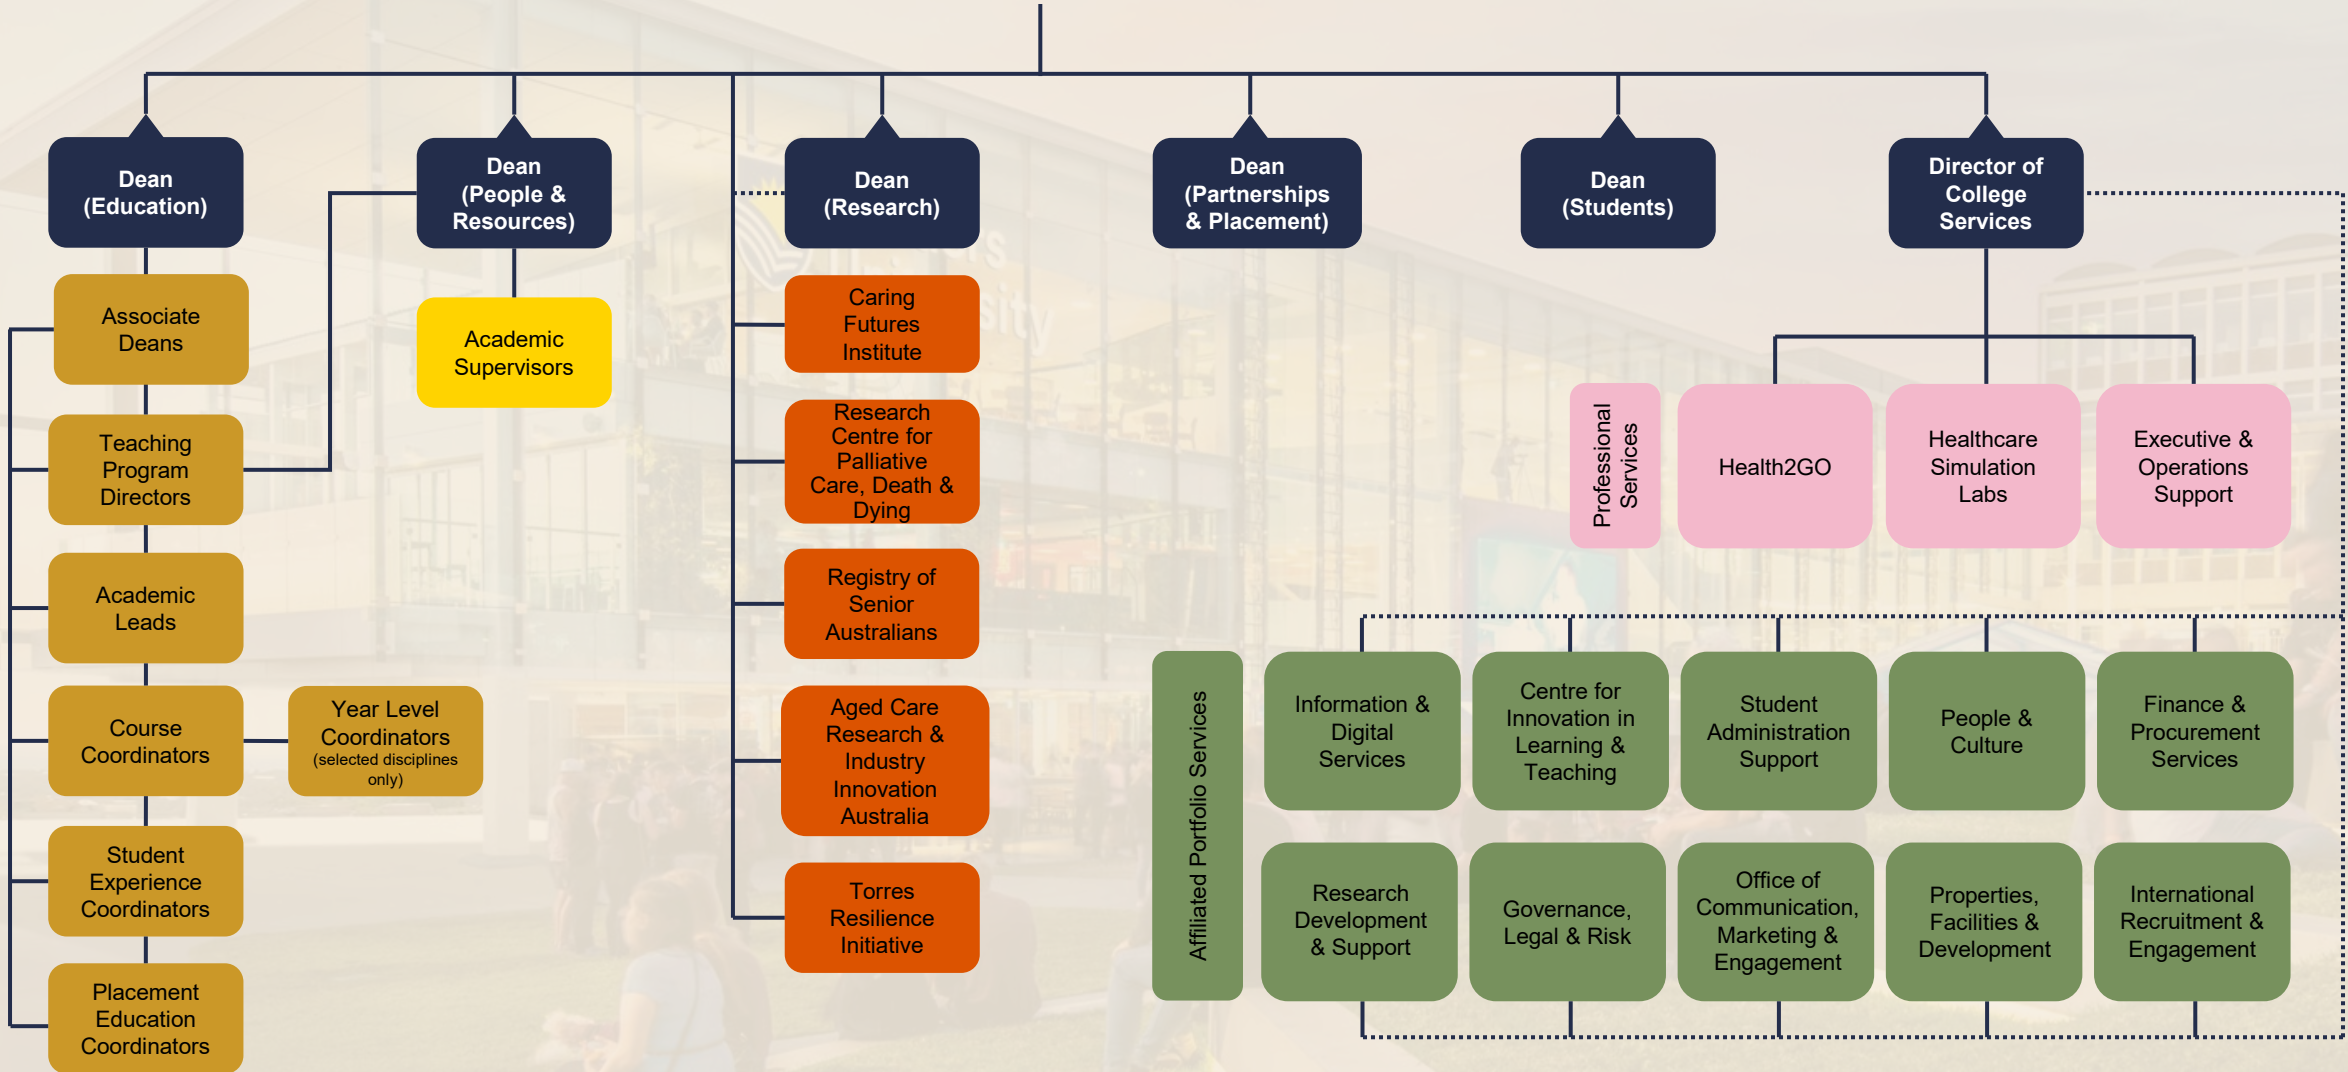 Dean
(Education)
Dean
(People &
Resources)
Dean
(Research)
Dean
(Partnerships
& Placement)
Dean
(Students)
Director of
College
Services
Associate
Deans
Teaching
Program
Directors
Academic
Leads
Course
Coordinators
Year Level
Coordinators
(selected disciplines
only)
Student
Experience
Coordinators
Placement
Education
Coordinators
Academic
Supervisors
Caring
Futures
Institute
Research
Centre for
Palliative
Care, Death &
Dying
Registry of
Senior
Australians
Aged Care
Research &
Industry
Innovation
Australia
Torres
Resilience
Initiative
Professional
Services
Health2GO
Healthcare
Simulation
Labs
Executive &
Operations
Support
Affiliated Portfolio Services
Information &
Digital
Services
Centre for
Innovation in
Learning &
Teaching
Student
Administration
Support
People &
Culture
Finance &
Procurement
Services
Research
Development
& Support
Governance,
Legal & Risk
Office of
Communication,
Marketing &
Engagement
Properties,
Facilities &
Development
International
Recruitment &
Engagement